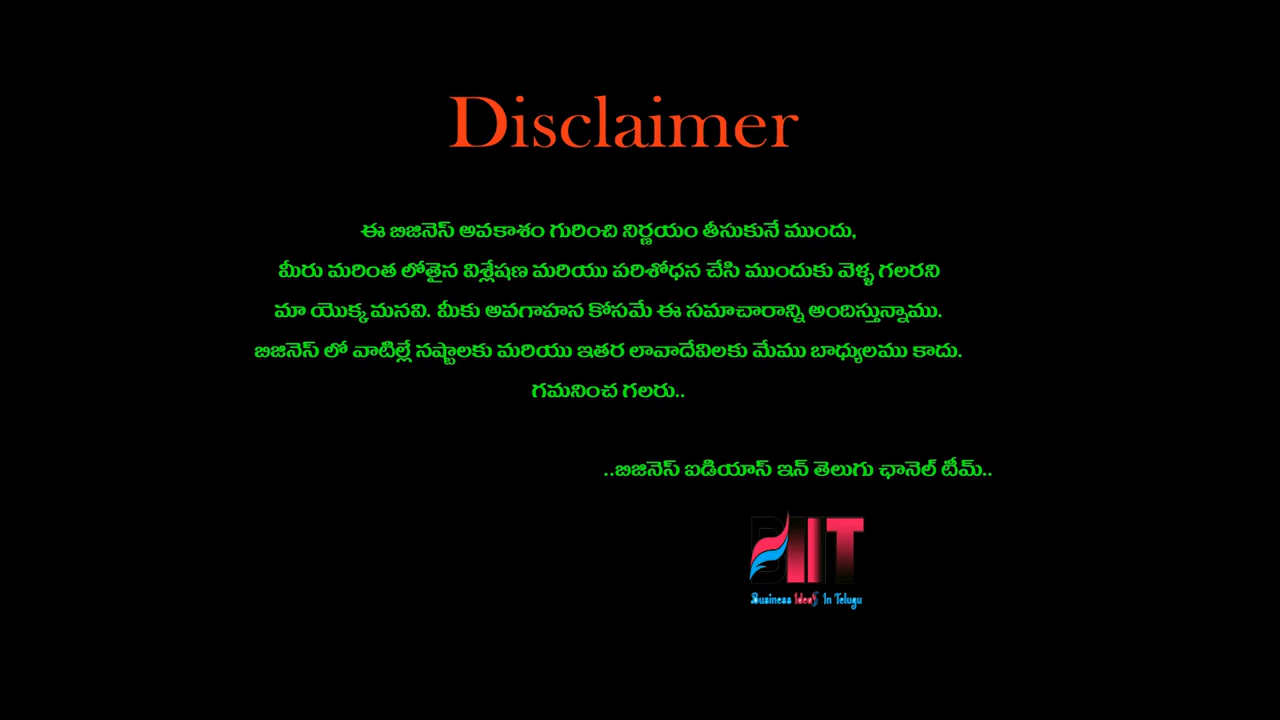 Disclaimer
ఈ బిజినెస్ అవకాశం గురించి నిర్ణయం తీసుకునే ముందు,
మీరు మరింత లోతైన విశ్లేషణ మరియు పరిశోధన చేసి ముందుకు వెళ్ళ గలరని
మా యొక్క మనవి. మీకు అవగాహన కోసమే ఈ సమాచారాన్ని అందిస్తున్నాము.
బిజినెస్ లో వాటిల్లే నష్టాలకు మరియు ఇతర లావాదేవిలకు మేము బాధ్యులము కాదు.
గమనించ గలరు..
..బిజినెస్ ఐడియాస్ ఇన్ తెలుగు ఛానెల్ టీమ్..
BIIT
Business Ideas In Telugu